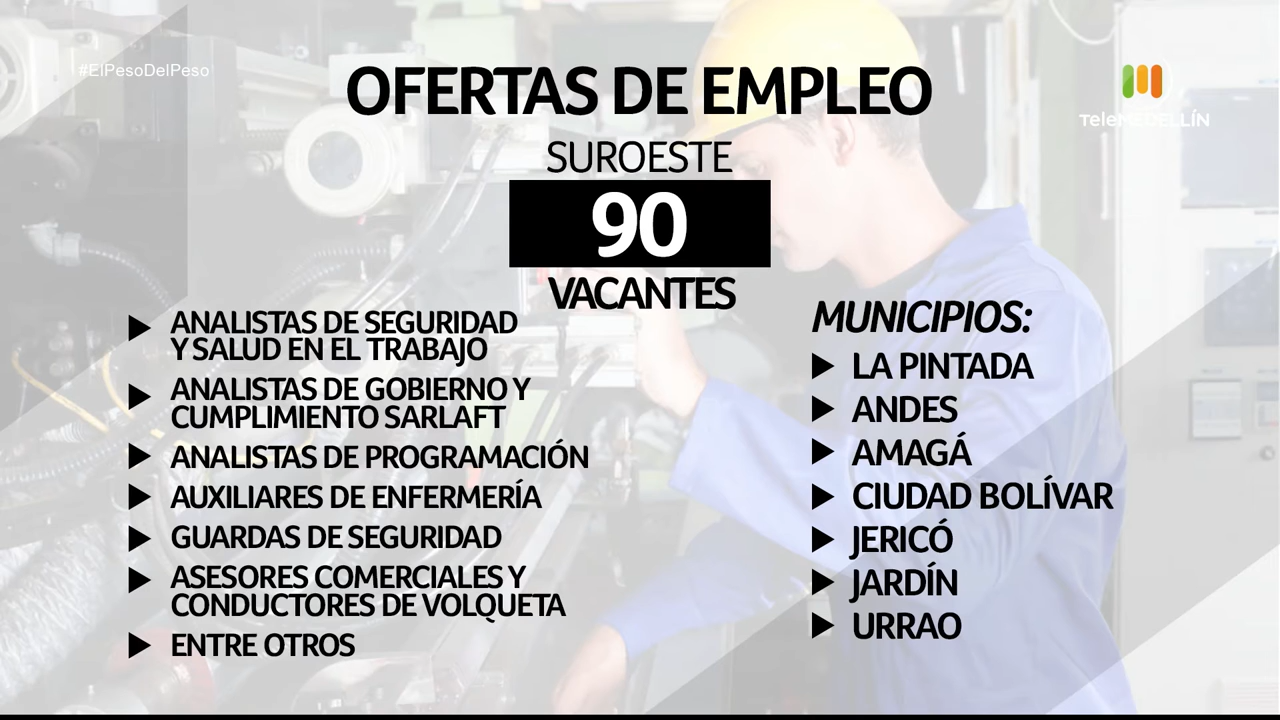 #ElPesoDelPeso
TeleMEDELLÍN
OFERTAS DE EMPLEO
SUROESTE
90
VACANTES
ANALISTAS DE SEGURIDAD
Y SALUD EN EL TRABAJO
ANALISTAS DE GOBIERNO Y
CUMPLIMIENTO SARLAFT
ANALISTAS DE PROGRAMACIÓN
AUXILIARES DE ENFERMERÍA
GUARDAS DE SEGURIDAD
ASESORES COMERCIALES Y
CONDUCTORES DE VOLQUETA
ENTRE OTROS
MUNICIPIOS:
LA PINTADA
ANDES
AMAGÁ
CIUDAD BOLÍVAR
JERICÓ
JARDÍN
URRAO